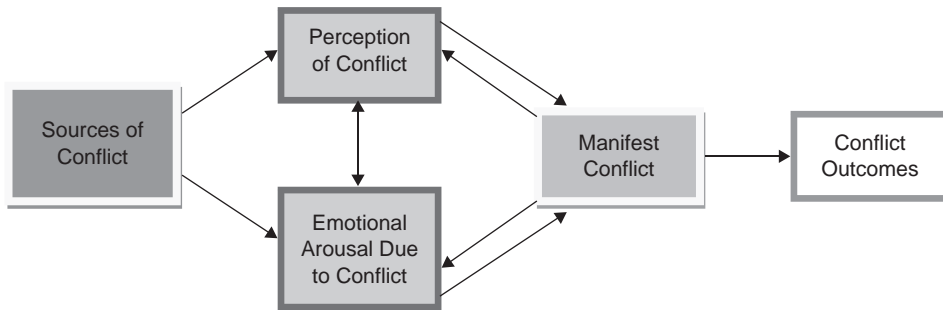 Perception
of Conflict
Sources of
Conflict
Manifest
Conflict
Conflict
Outcomes
Emotional
Arousal Due
to Conflict